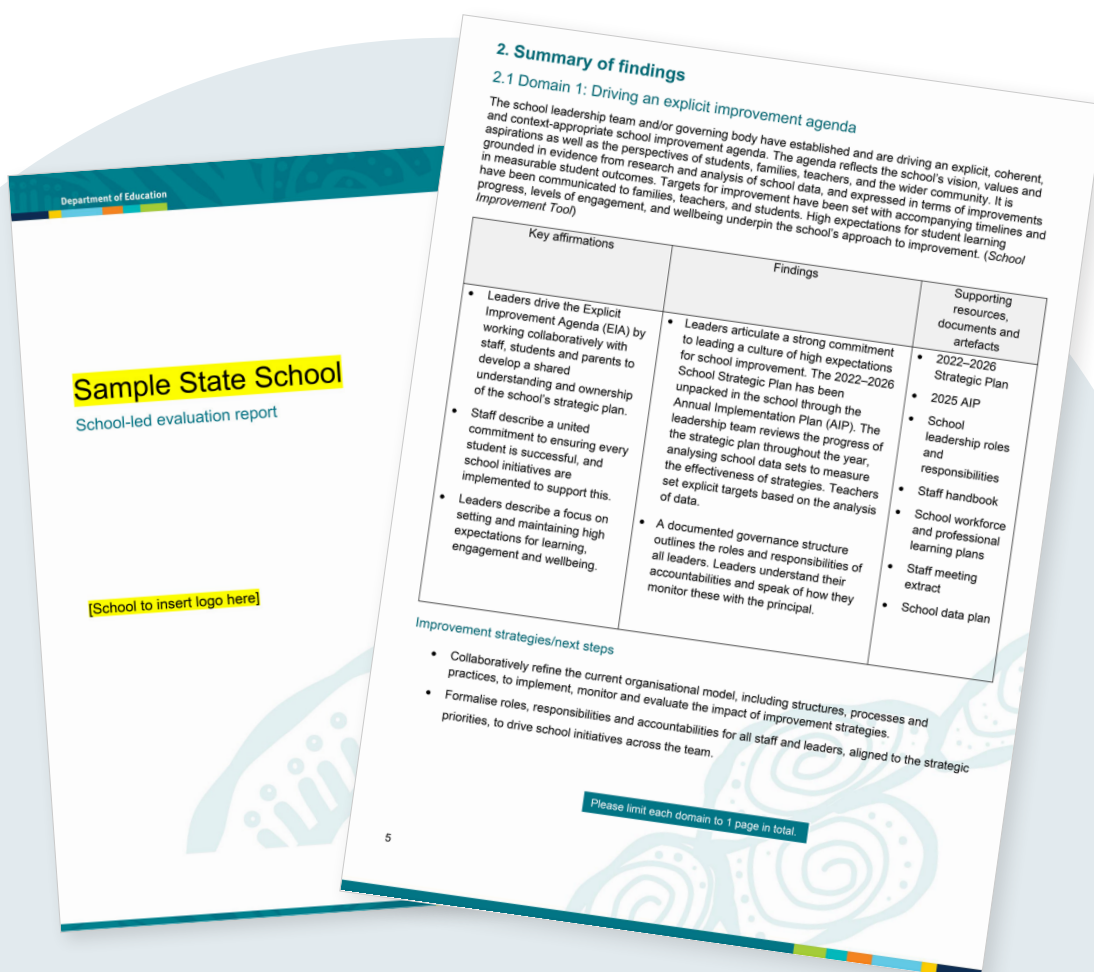 Department of Education
Sample State School
School-led evaluation report
[School to insert logo here]
2. Summary of findings
2.1 Domain 1: Driving an explicit improvement agenda
The school leadership team and/or governing body have established and are driving an explicit, coherent,
and context-appropriate school improvement agenda. The agenda reflects the school's vision, values and
aspirations as well as the perspectives of students, families, teachers, and the wider community. It is
grounded in evidence from research and analysis of school data, and expressed in terms of improvements
in measurable student outcomes. Targets for improvement have been set with accompanying timelines and
have been communicated to families, teachers, and students. High expectations for student learning
progress, levels of engagement, and wellbeing underpin the school's approach to improvement. (School
Improvement Tool)
Key affirmations
• Leaders drive the Explicit
Improvement Agenda (EIA) by
working collaboratively with
staff, students and parents to
develop a shared
understanding and ownership
of the school's strategic plan.
• Staff describe a united
commitment to ensuring every
student is successful, and
school initiatives are
implemented to support this.
• Leaders describe a focus on
setting and maintaining high
expectations for learning,
engagement and wellbeing.
Findings
• Leaders articulate a strong commitment
to leading a culture of high expectations
for school improvement. The 2022–2026
School Strategic Plan has been
unpacked in the school through the
Annual Implementation Plan (AIP). The
leadership team reviews the progress of
the strategic plan throughout the year,
analysing school data sets to measure
the effectiveness of strategies. Teachers
set explicit targets based on the analysis
of data.
• A documented governance structure
outlines the roles and responsibilities of
all leaders. Leaders understand their
accountabilities and speak of how they
monitor these with the principal.
Supporting
resources,
documents and
artefacts
• 2022–2026
Strategic Plan
• 2025 AIP
• School
leadership roles
and
responsibilities
• Staff handbook
• School workforce
and professional
learning plans
• Staff meeting
extract
• School data plan
Improvement strategies/next steps
• Collaboratively refine the current organisational model, including structures, processes and
practices, to implement, monitor and evaluate the impact of improvement strategies.
• Formalise roles, responsibilities and accountabilities for all staff and leaders, aligned to the strategic
priorities, to drive school initiatives across the team.
Please limit each domain to 1 page in total.
5